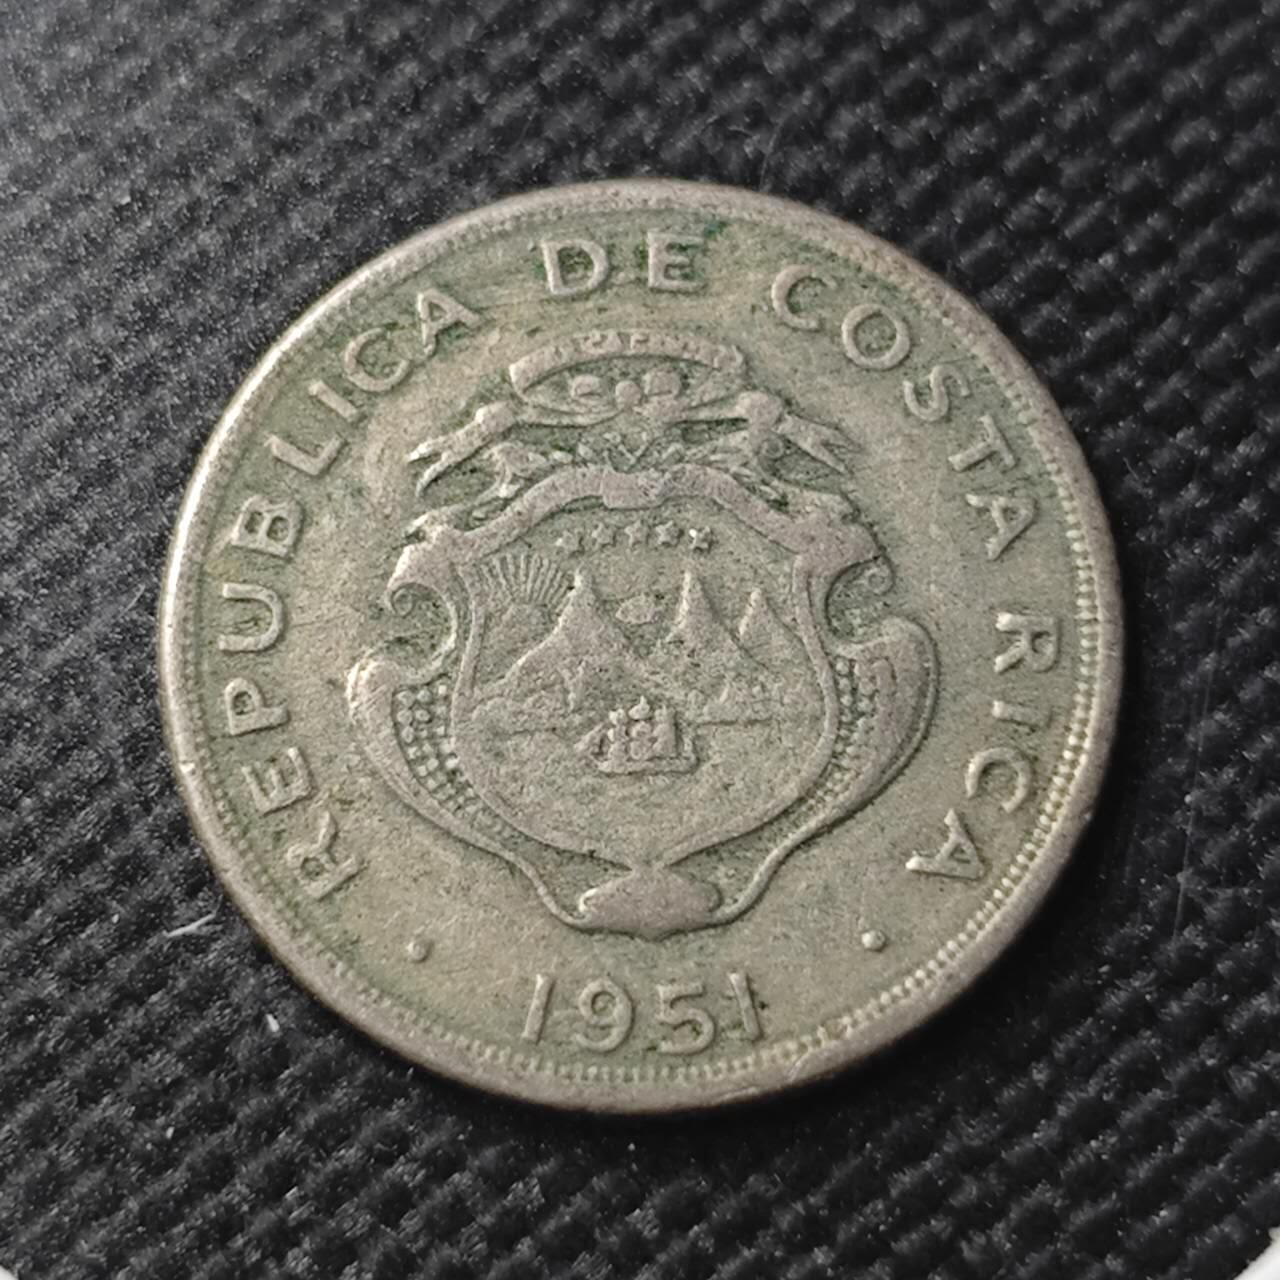 REPUBLICA DE COSTA RICA
· 1951 ·